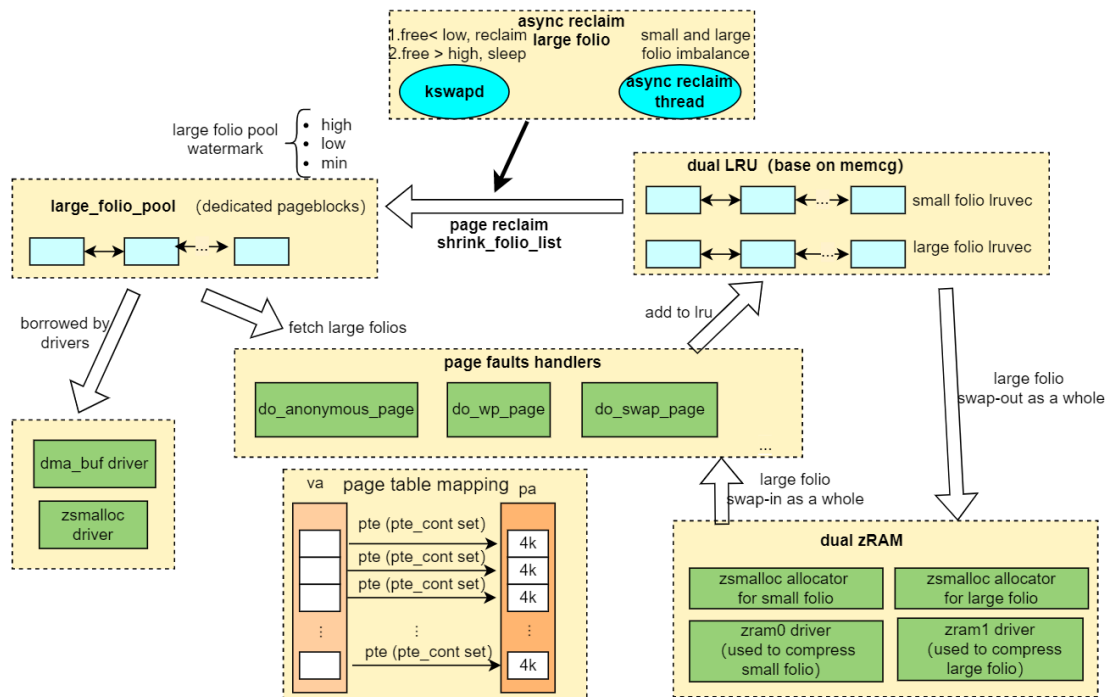 async reclaim
large folio
1.free< low, reclaim
2.free > high, sleep
small and large
folio imbalance
kswapd
async reclaim
thread
large folio pool
watermark
• high
• low
• min
large_folio_pool (dedicated pageblocks)
...
page reclaim
shrink_folio_list
dual LRU (base on memcg)
... small folio lruvec
... large folio lruvec
borrowed by
drivers
fetch large folios
add to lru
large folio
swap-out as a whole
page faults handlers
do_anonymous_page
do_wp_page
do_swap_page
...
dma_buf driver
zsmalloc
driver
large folio
swap-in as a whole
va page table mapping pa
pte (pte_cont set) 4k
pte (pte_cont set) 4k
pte (pte_cont set) 4k
⋮ ⋮ ⋮
pte (pte_cont set) 4k
dual zRAM
zsmalloc allocator
for small folio
zsmalloc allocator
for large folio
zram0 driver
(used to compress
small folio)
zram1 driver
(used to compress
large folio)